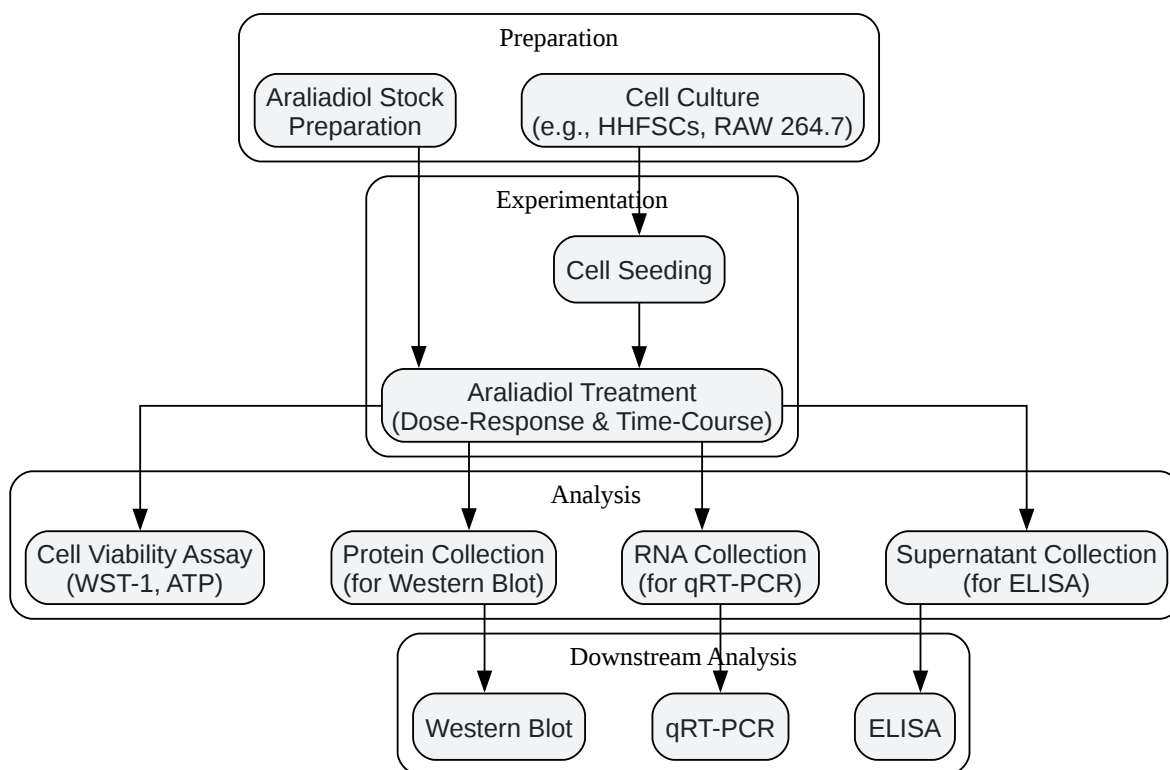 Preparation
Araliadiol Stock
Preparation
Cell Culture
(e.g., HHFSCs, RAW 264.7)
Experimentation
Cell Seeding
Araliadiol Treatment
(Dose-Response & Time-Course)
Analysis
Cell Viability Assay
(WST-1, ATP)
Protein Collection
(for Western Blot)
RNA Collection
(for qRT-PCR)
Supernatant Collection
(for ELISA)
Downstream Analysis
Western Blot
qRT-PCR
ELISA